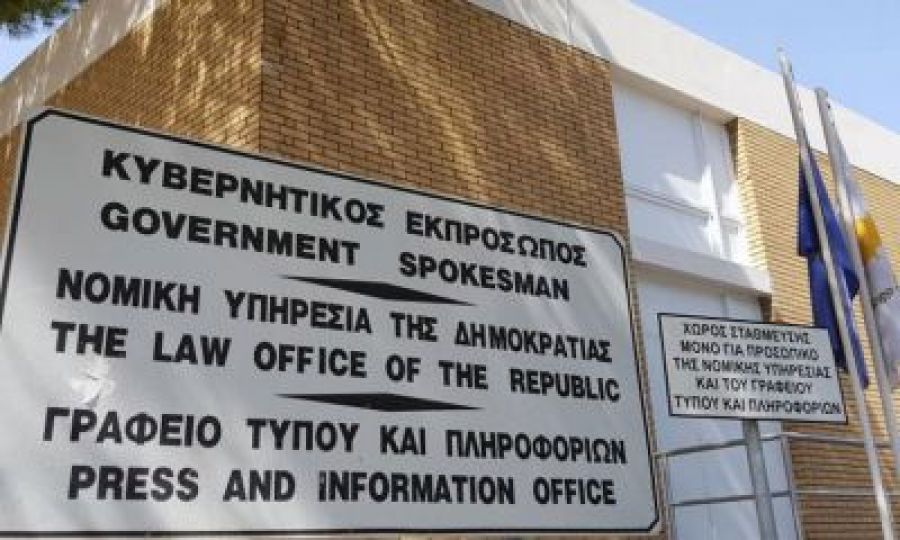 ΚΥΒΕΡΝΗΤΙΚΟΣ ΕΚΠΡΟΣΩΠΟΣ
GOVERNMENT SPOKESMAN
ΝΟΜΙΚΗ ΥΠΗΡΕΣΙΑ ΤΗΣ ΔΗΜΟΚΡΑΤΙΑΣ
THE LAW OFFICE OF THE REPUBLIC
ΓΡΑΦΕΙΟ ΤΥΠΟΥ ΚΑΙ ΠΛΗΡΟΦΟΡΙΩΝ
PRESS AND INFORMATION OFFICE
ΧΩΡΟΣ ΣΤΑΘΜΕΥΣΗΣ
ΜΟΝΟ ΓΙΑ ΠΡΟΣΩΠΙΚΟ
ΤΗΣ ΝΟΜΙΚΗΣ ΥΠΗΡΕΣΙΑΣ
ΚΑΙ ΤΟΥ ΓΡΑΦΕΙΟΥ
ΤΥΠΟΥ ΚΑΙ ΠΛΗΡΟΦΟΡΙΩΝ